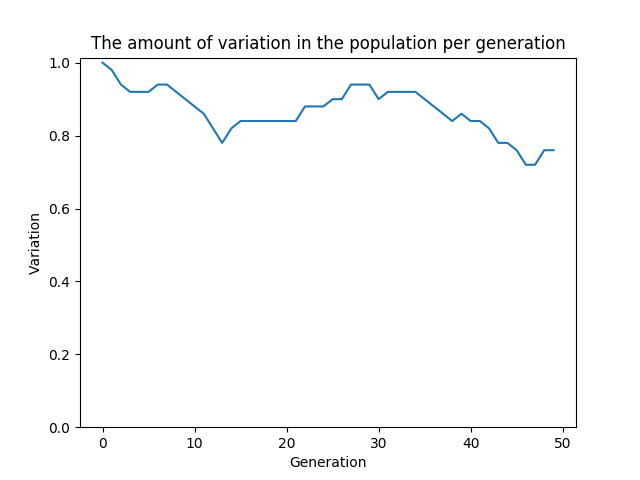 The amount of variation in the population per generation
1.0
0.8
0.6
0.4
0.2
0.0
Variation
0 10 20 30 40 50
Generation